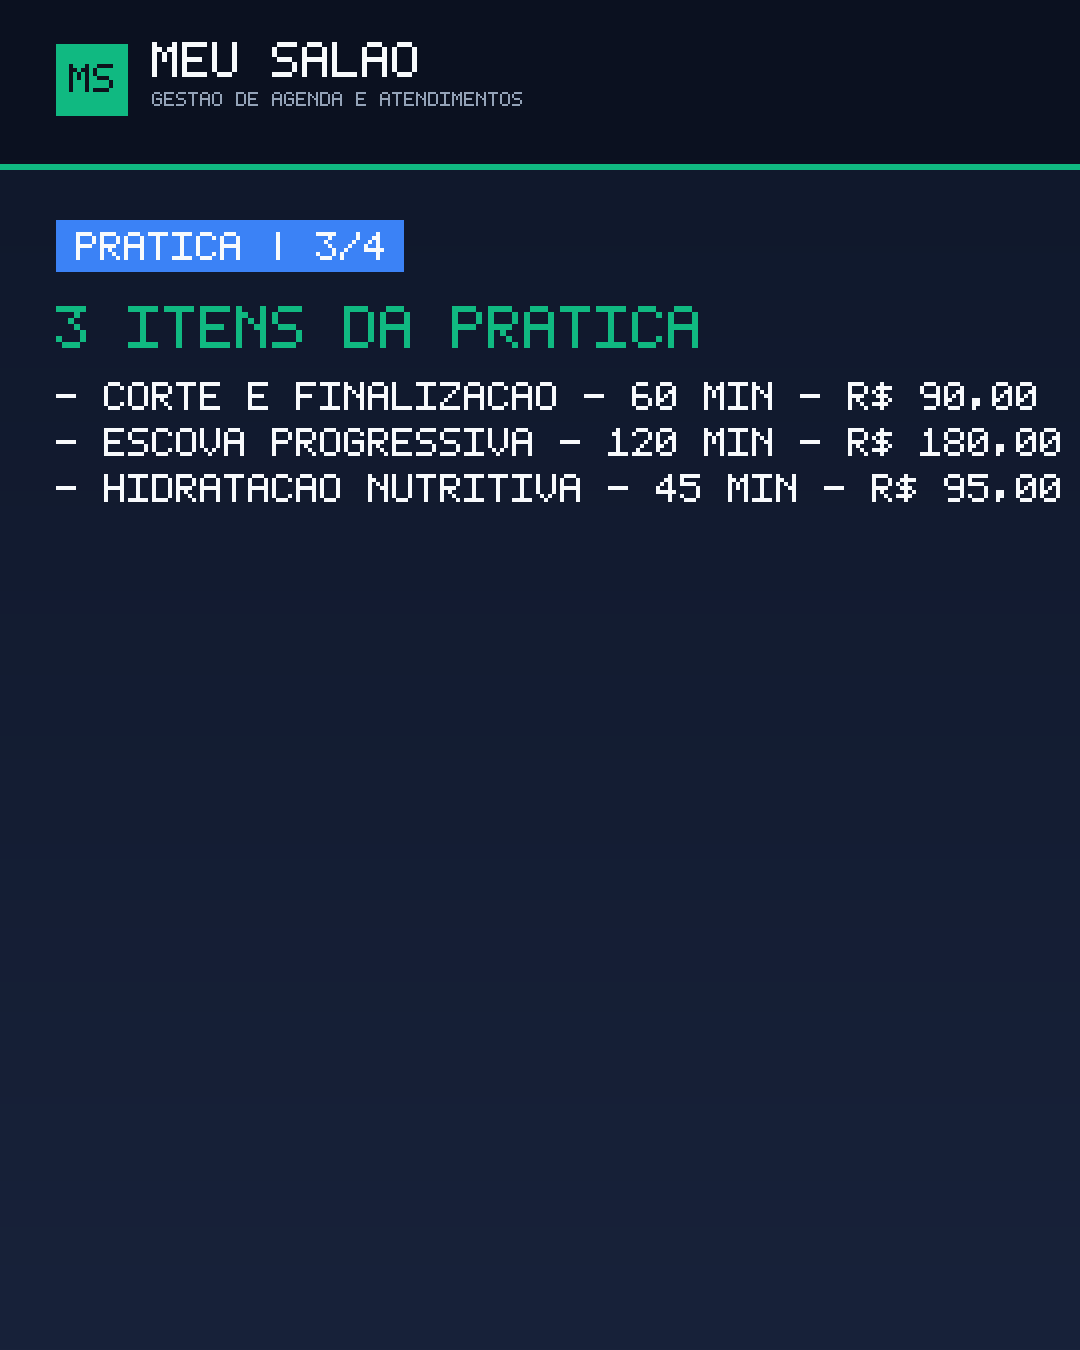 MS
MEU SALAO
GESTAO DE AGENDA E ATENDIMENTOS
PRATICA | 3/4
3 ITENS DA PRATICA
- CORTE E FINALIZACAO - 60 MIN - R$ 90,00
- ESCOVA PROGRESSIVA - 120 MIN - R$ 180,00
- HIDRATACAO NUTRITIVA - 45 MIN - R$ 95,00